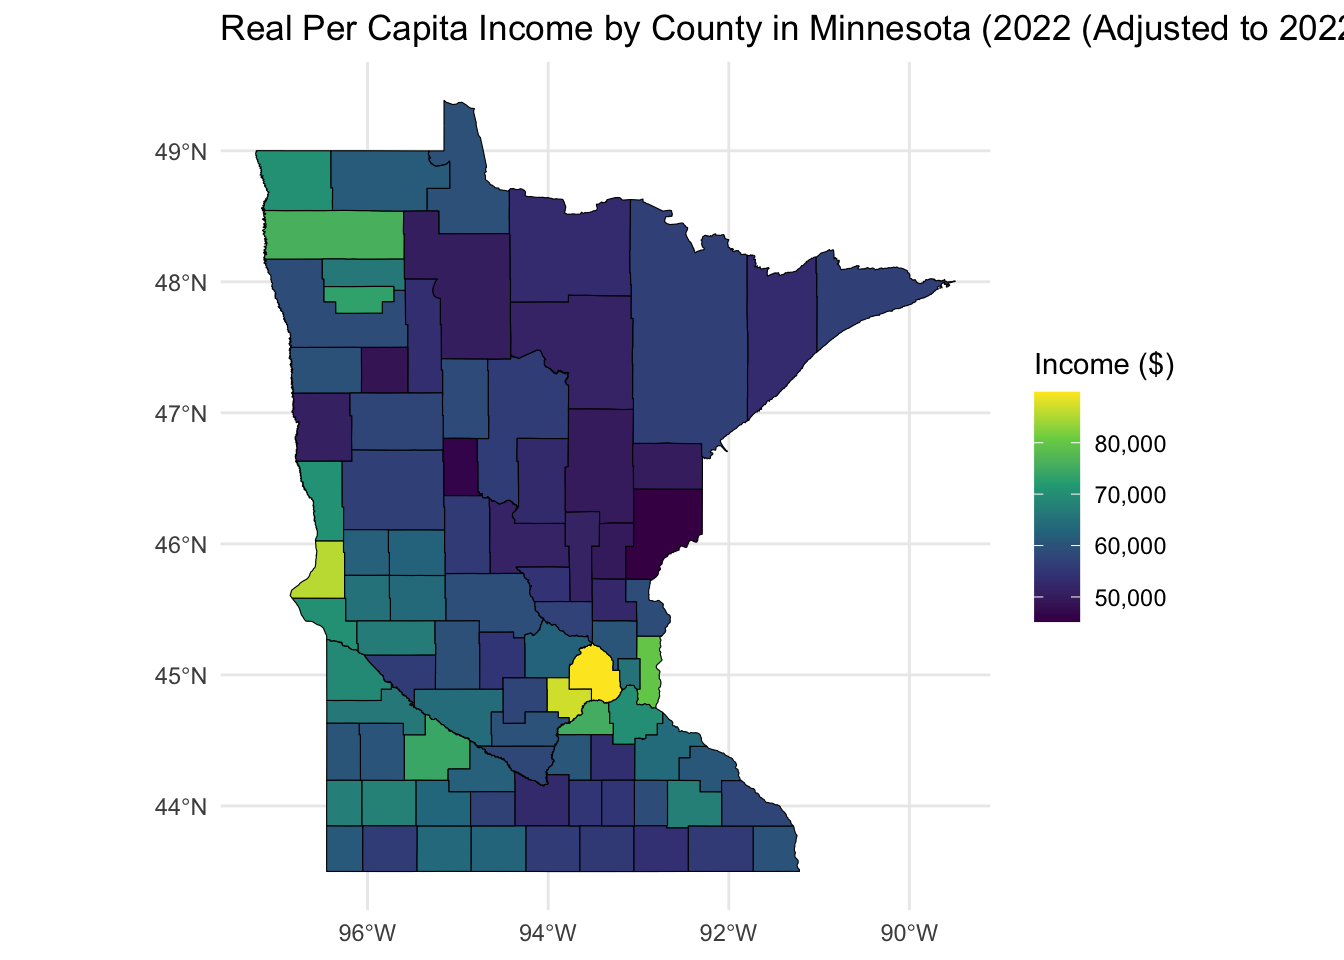 Real Per Capita Income by County in Minnesota (2022 (Adjusted to 2022
49°N
48°N
47°N
46°N
45°N
44°N
96°W
94°W
92°W
90°W
Income ($)
80,000
70,000
60,000
50,000